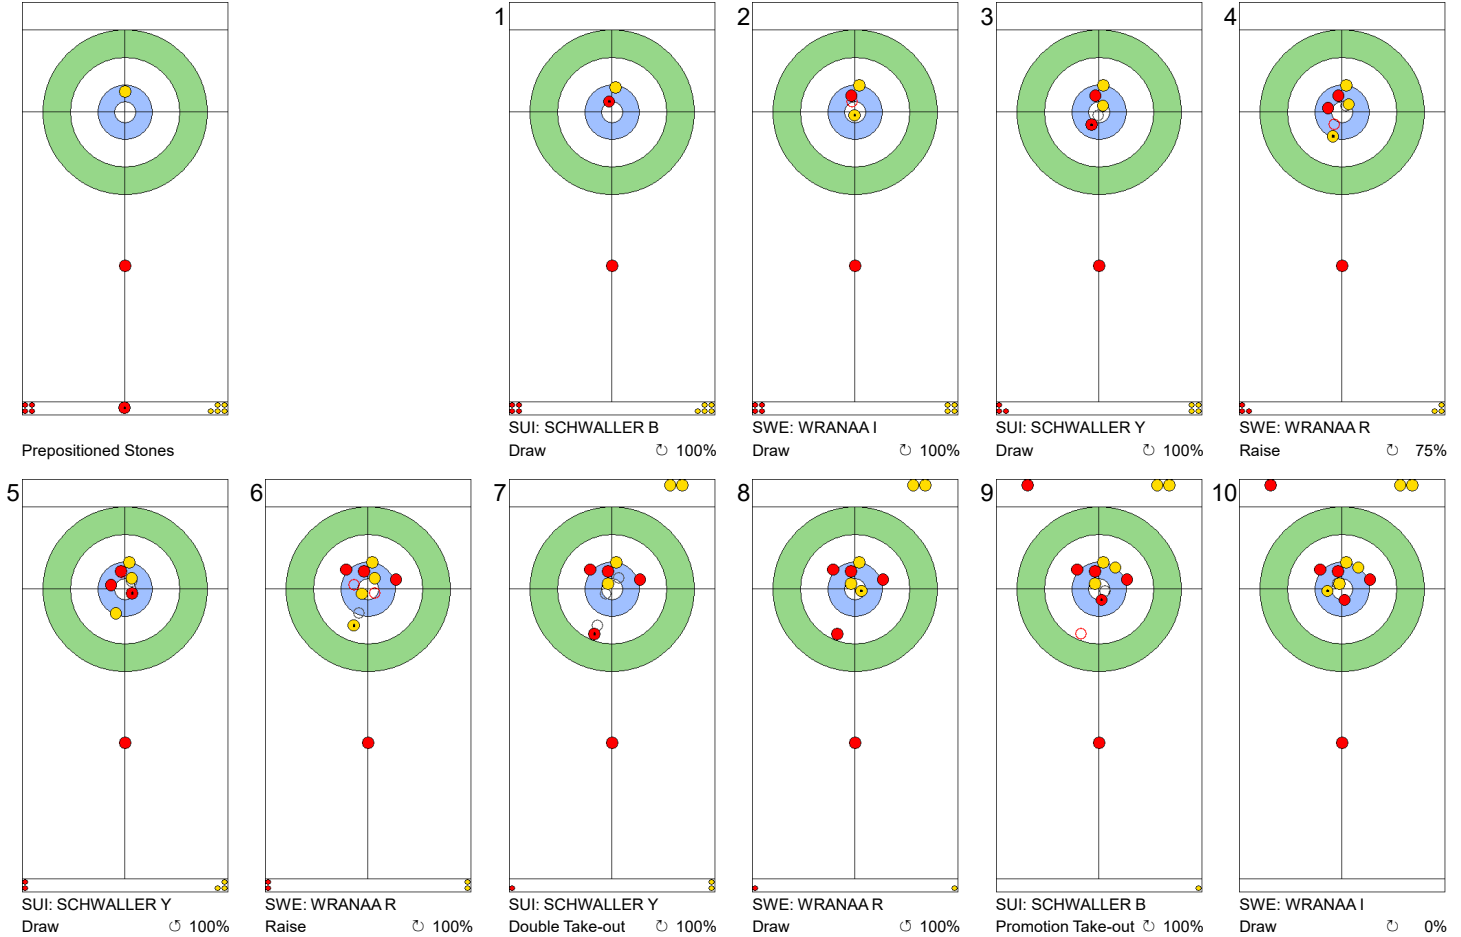 1
2
3
4
Prepositioned Stones
SUI: SCHWALLER B
Draw ↻ 100%
SWE: WRANAA I
Draw ↻ 100%
SUI: SCHWALLER Y
Draw ↻ 100%
SWE: WRANAA R
Raise ↻ 75%
5
6
7
8
9
10
SUI: SCHWALLER Y
Draw ↺ 100%
SWE: WRANAA R
Raise ↻ 100%
SUI: SCHWALLER Y
Double Take-out ↻ 100%
SWE: WRANAA R
Draw ↺ 100%
SUI: SCHWALLER B
Promotion Take-out ↻ 100%
SWE: WRANAA I
Draw ↻ 0%